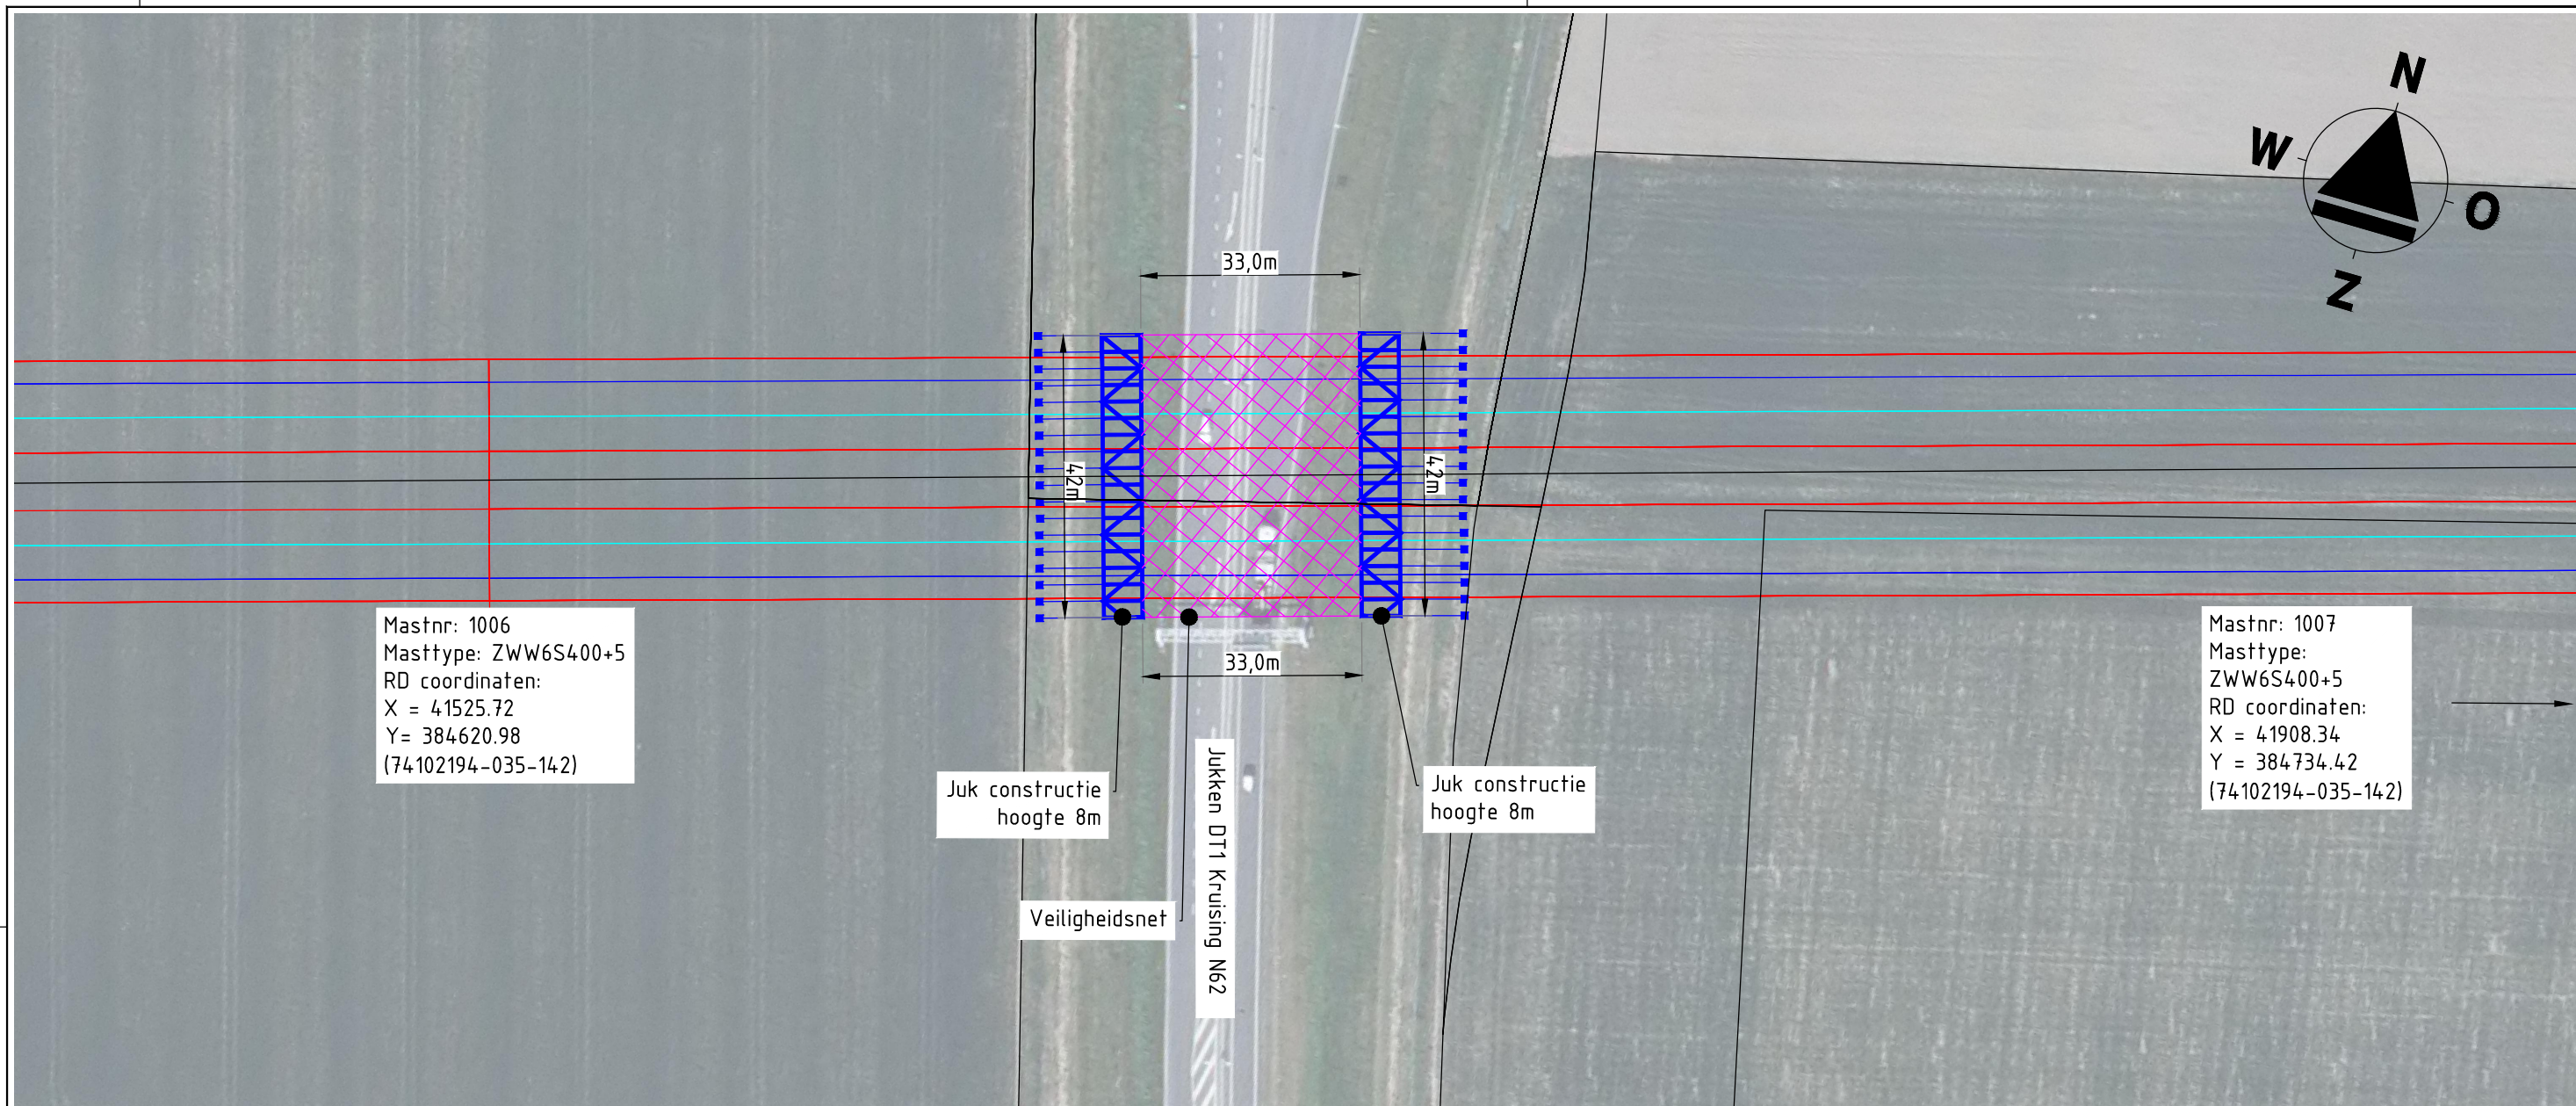 N
W
O
Z
33,0m
42m
42m
33,0m
Mastnr: 1006
Masttype: ZWW6S400+5
RD coordinaten:
X = 41525.72
Y= 384620.98
(74102194-035-142)
Mastnr: 1007
Masttype:
ZWW6S400+5
RD coordinaten:
X = 41908.34
Y = 384734.42
(74102194-035-142)
Juk constructie
hoogte 8m
Juk constructie
hoogte 8m
Veiligheidsnet
Jukken DT1 Kruising N62